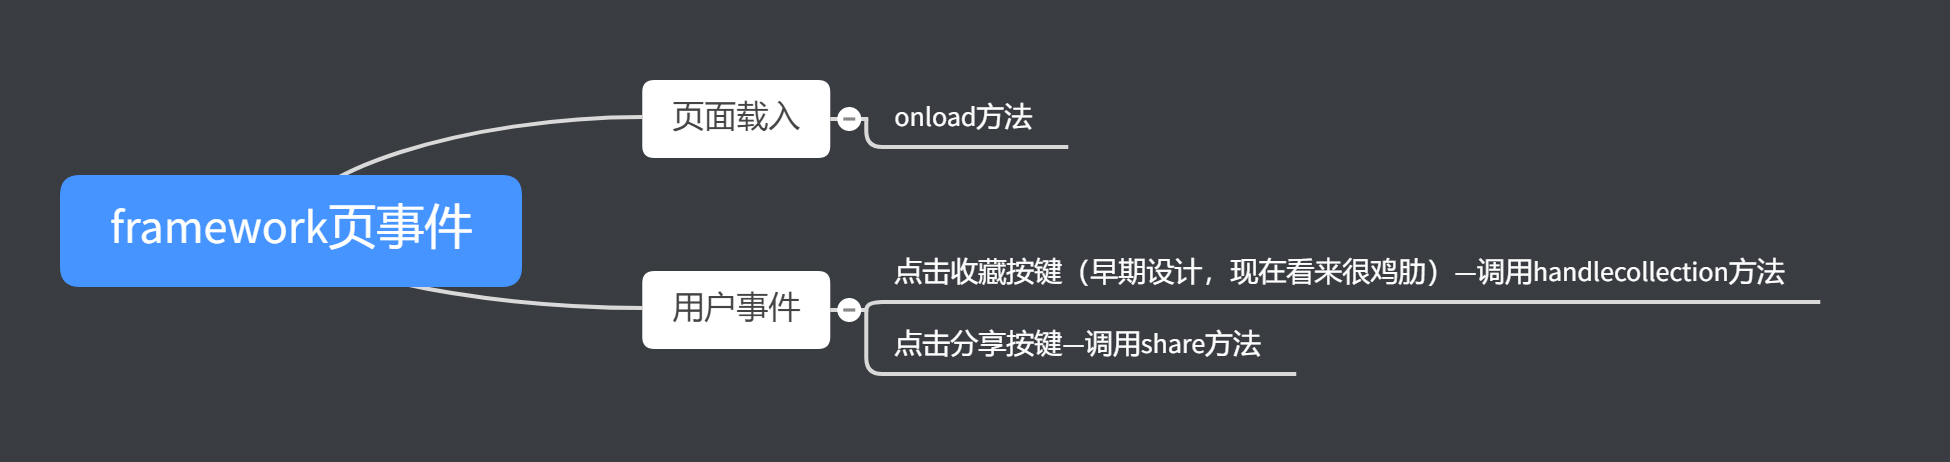 framework页事件
页面载入
onload方法
用户事件
点击收藏按键（早期设计，现在看来很鸡肋）—调用handlecollection方法
点击分享按键—调用share方法